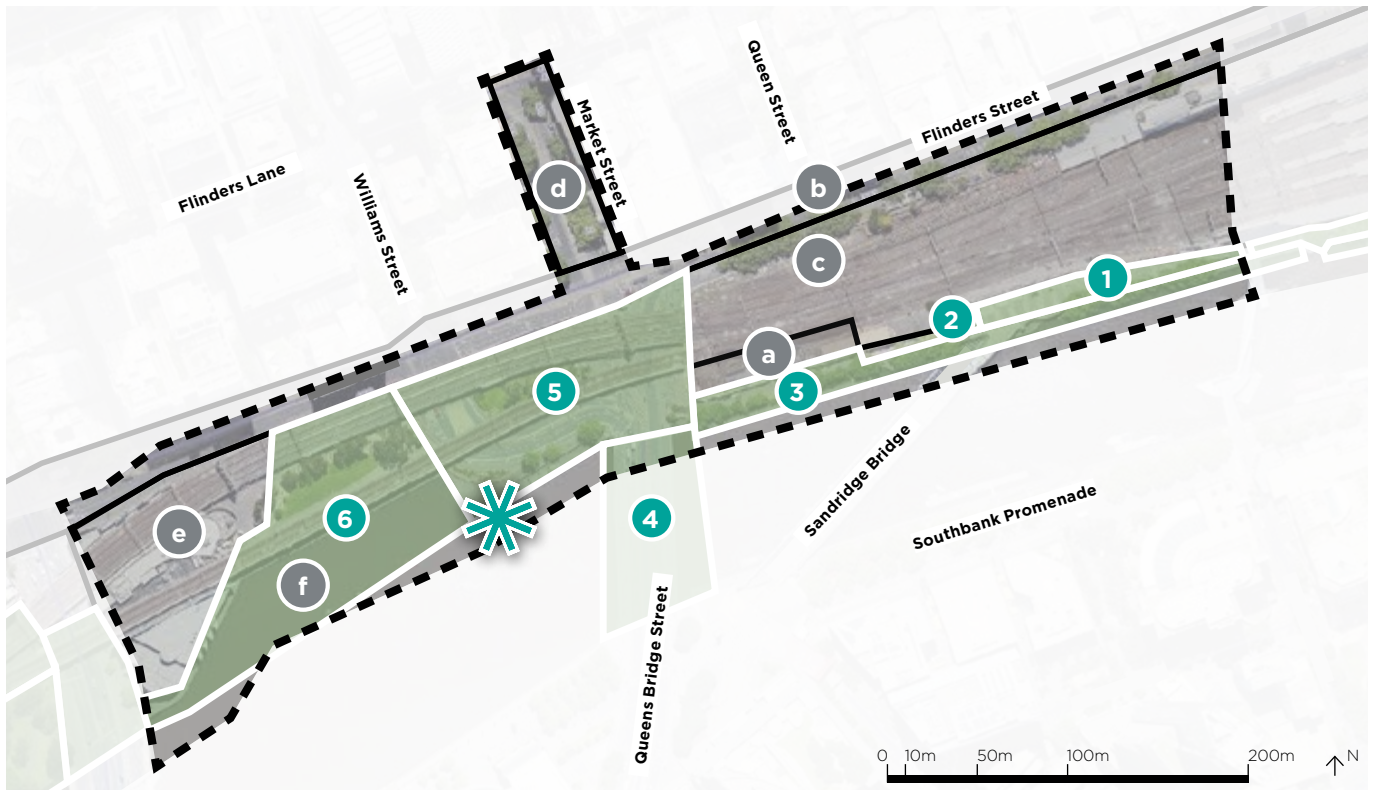 Queen Street
Flinders Street
Market Street
Flinders Lane
Williams Street
d
b
c
1
2
a
3
5
6
e
4
f
Sandridge Bridge
Southbank Promenade
Queens Bridge Street
0 10m 50m 100m 200m N